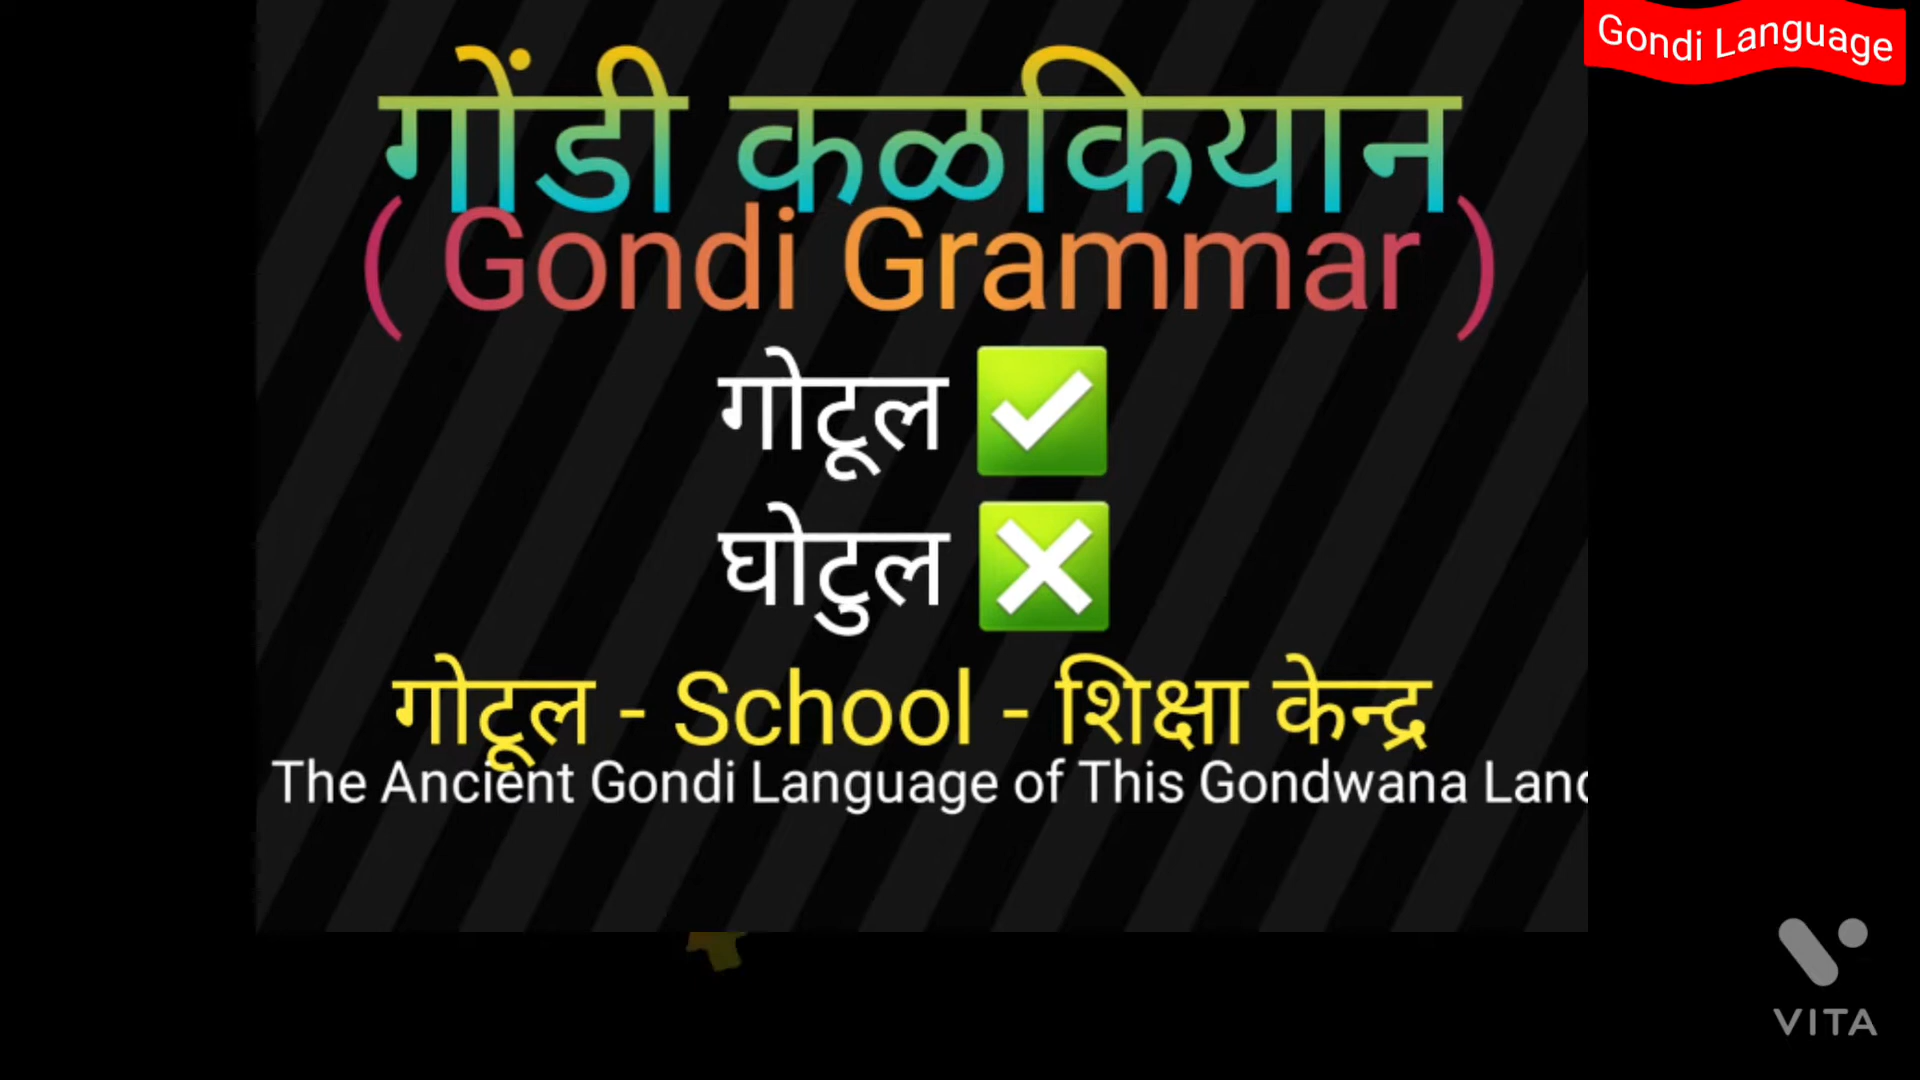 Gondi Language
गोंडी कळकियान
( Gondi Grammar )
गोटूल ✅
घोटुल ❎
गोटूल - School - शिक्षा केन्द्र
The Ancient Gondi Language of This Gondwana Lan
VITA